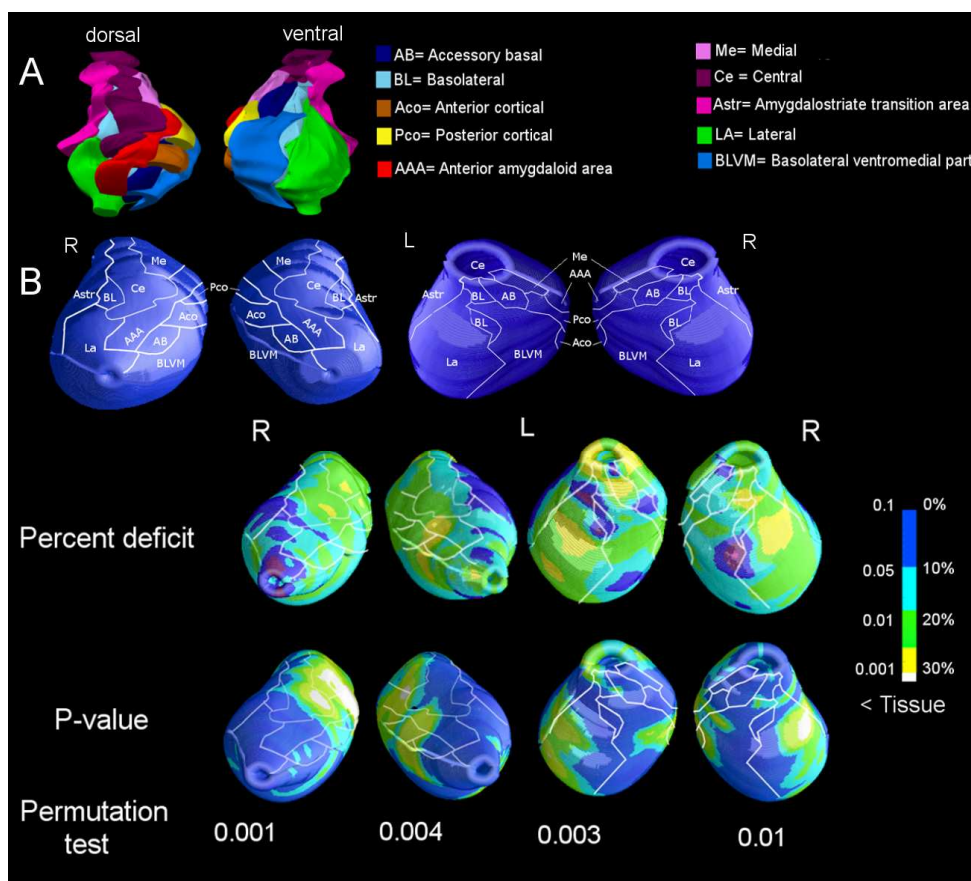 dorsal ventral
A
AB= Accessory basal
BL= Basolateral
Aco= Anterior cortical
Pco= Posterior cortical
AAA= Anterior amygdaloid area
Me= Medial
Ce= Central
Astr= Amygdalostriate transition area
LA= Lateral
BLVM= Basolateral ventromedial part
B
R L R
Me Me
Astr BL Ce Pco Ce BL Astr
Aco Aco
AAA AAA
AB AB
La BLVM BLVM La
Ce Me Ce
AAA
Astr BL AB AB BL Astr
BL Pco BL
Aco
La BLVM BLVM La
R L R
Percent deficit
0.1 0%
0.05 10%
0.01 20%
0.001 30%
< Tissue
P-value
Permutation
test
0.001 0.004 0.003 0.01